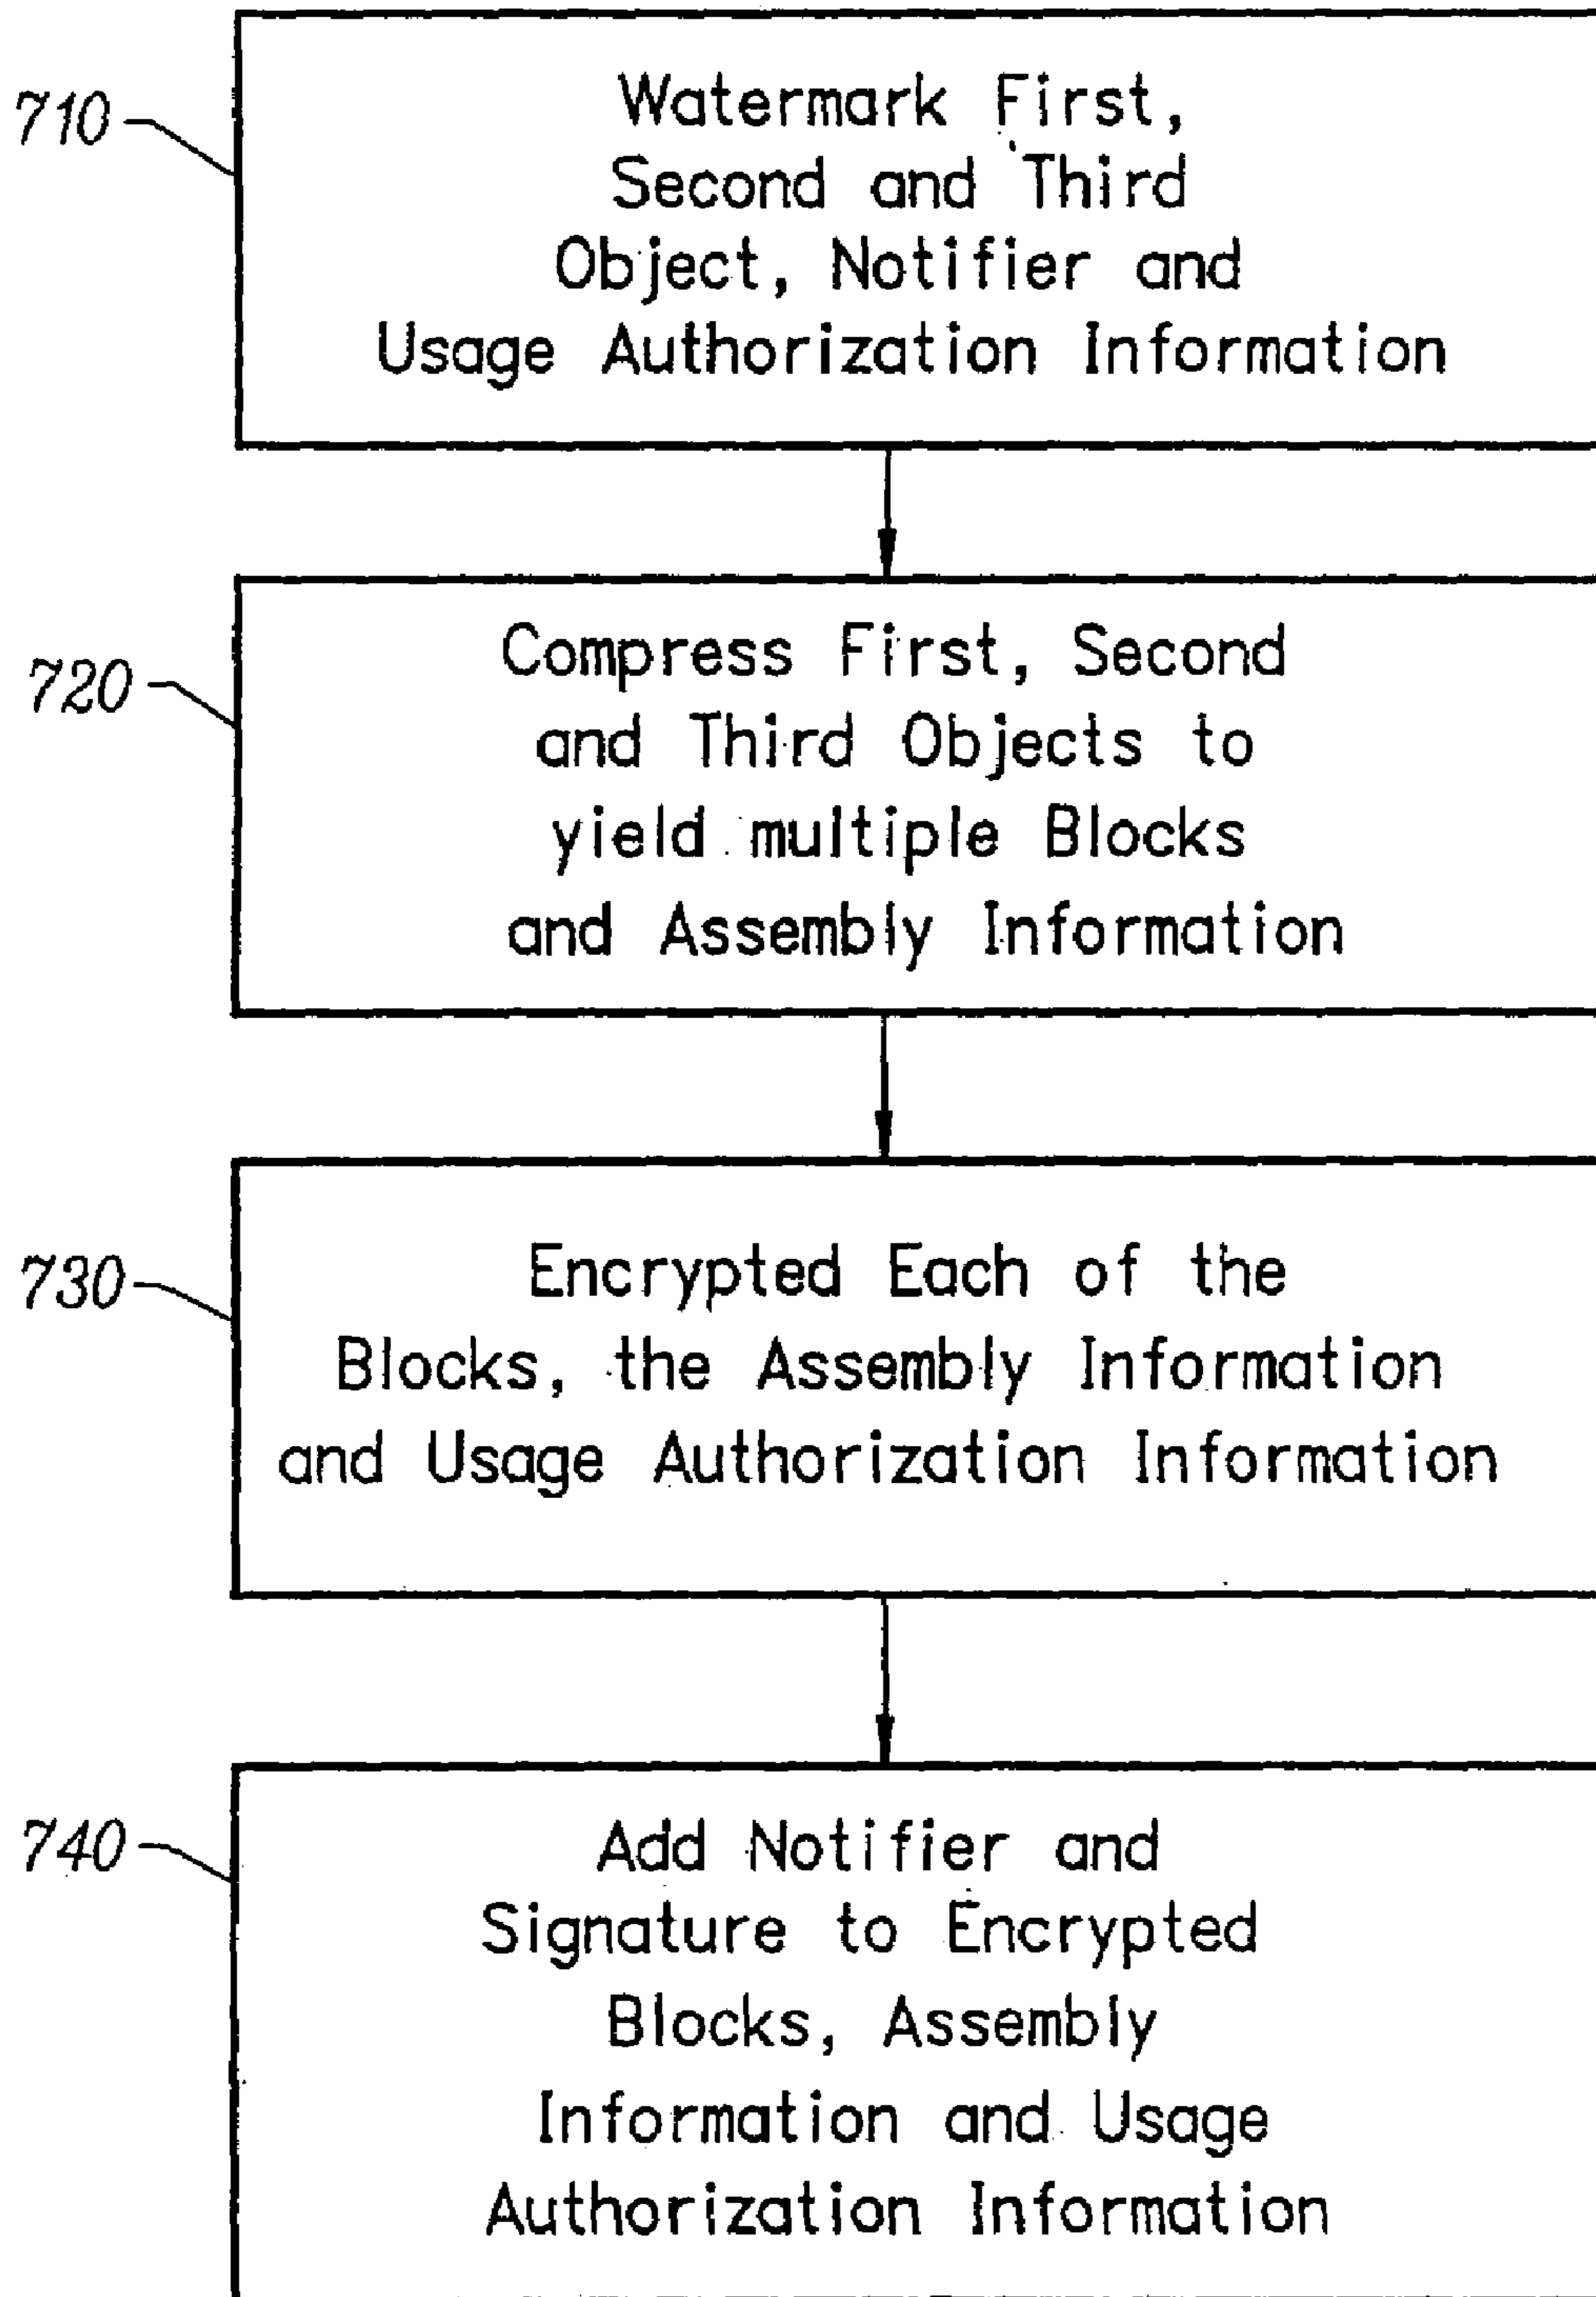 710
Watermark First,
Second and Third
Object, Notifier and
Usage Authorization Information
720
Compress First, Second
and Third Objects to
yield multiple Blocks
and Assembly Information
730
Encrypted Each of the
Blocks, the Assembly Information
and Usage Authorization Information
740
Add Notifier and
Signature to Encrypted
Blocks, Assembly
Information and Usage
Authorization Information